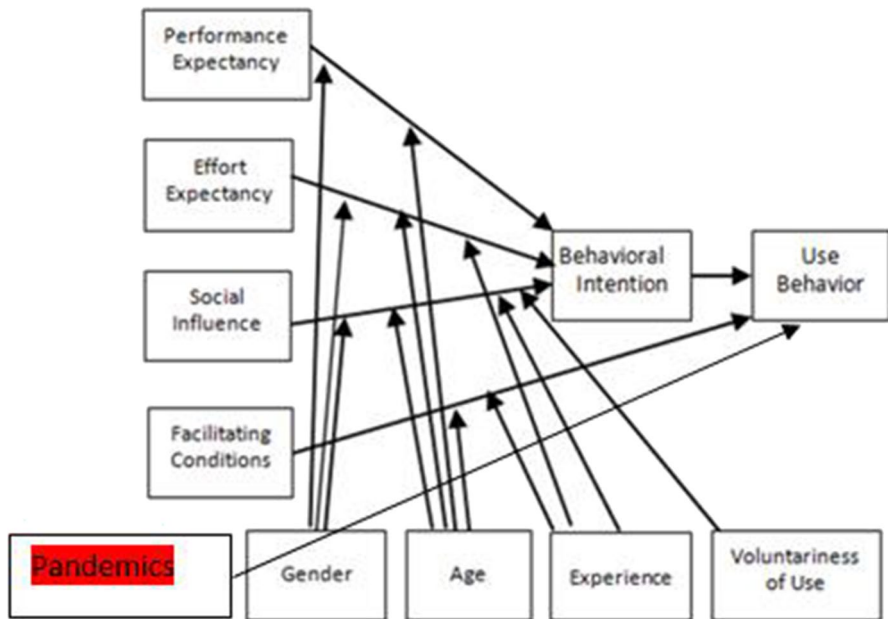 Performance
Expectancy
Effort
Expectancy
Social
Influence
Facilitating
Conditions
Behavioral
Intention
Use
Behavior
Pandemics
Gender
Age
Experience
Voluntariness
of Use